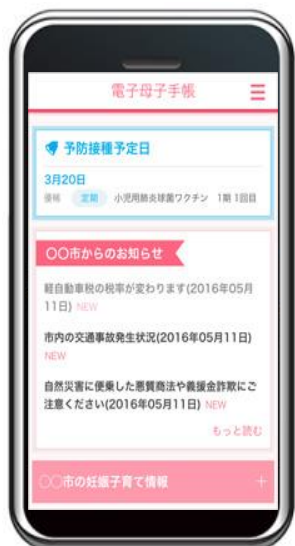 電子母子手帳
予防接種予定日
3月20日
接種 定期 小児用肺炎球菌ワクチン 1期 1回目
〇〇市からのお知らせ
軽自動車税の税率が変わります(2016年05月
11日) NEW
市内の交通事故発生状況(2016年05月11日)
NEW
自然災害に便乗した悪質商法や義援金詐欺にご
注意ください(2016年05月11日) NEW
もっと読む
〇〇市の妊娠子育て情報 +